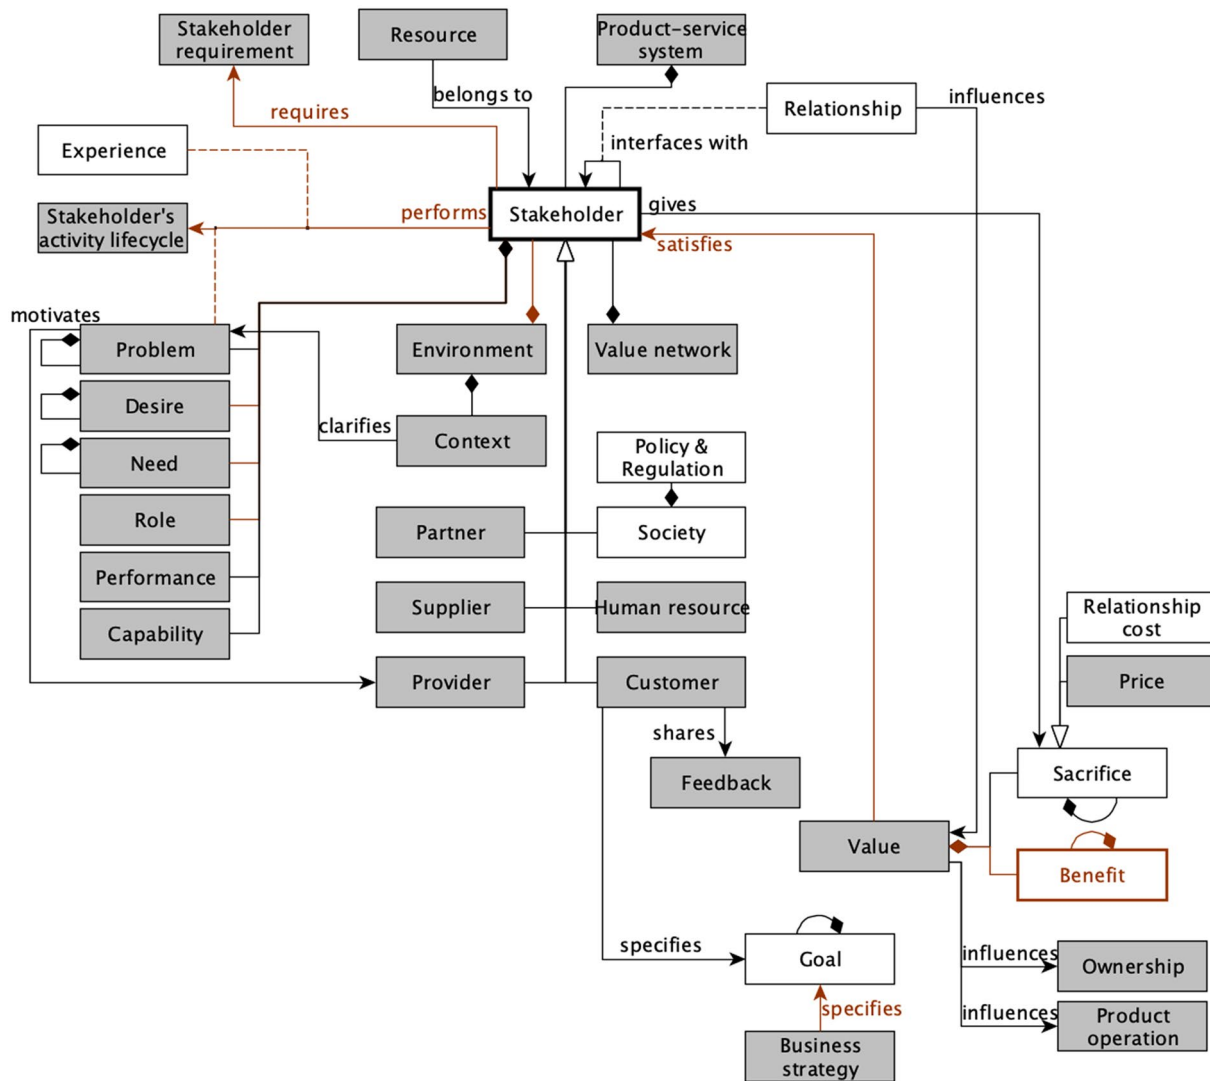 Stakeholder
requirement
Resource
Product-service
system
belongs to
Relationship
influences
requires
interfaces with
Experience
Stakeholder's
activity lifecycle
performs
Stakeholder
gives
satisfies
motivates
Problem
Environment
Value network
Desire
clarifies
Context
Need
Policy &
Regulation
Role
Partner
Society
Performance
Supplier
Human resource
Relationship
cost
Capability
Provider
Customer
Price
shares
Feedback
Sacrifice
Value
Benefit
specifies
Goal
influences
Ownership
specifies
influences
Product
operation
Business
strategy